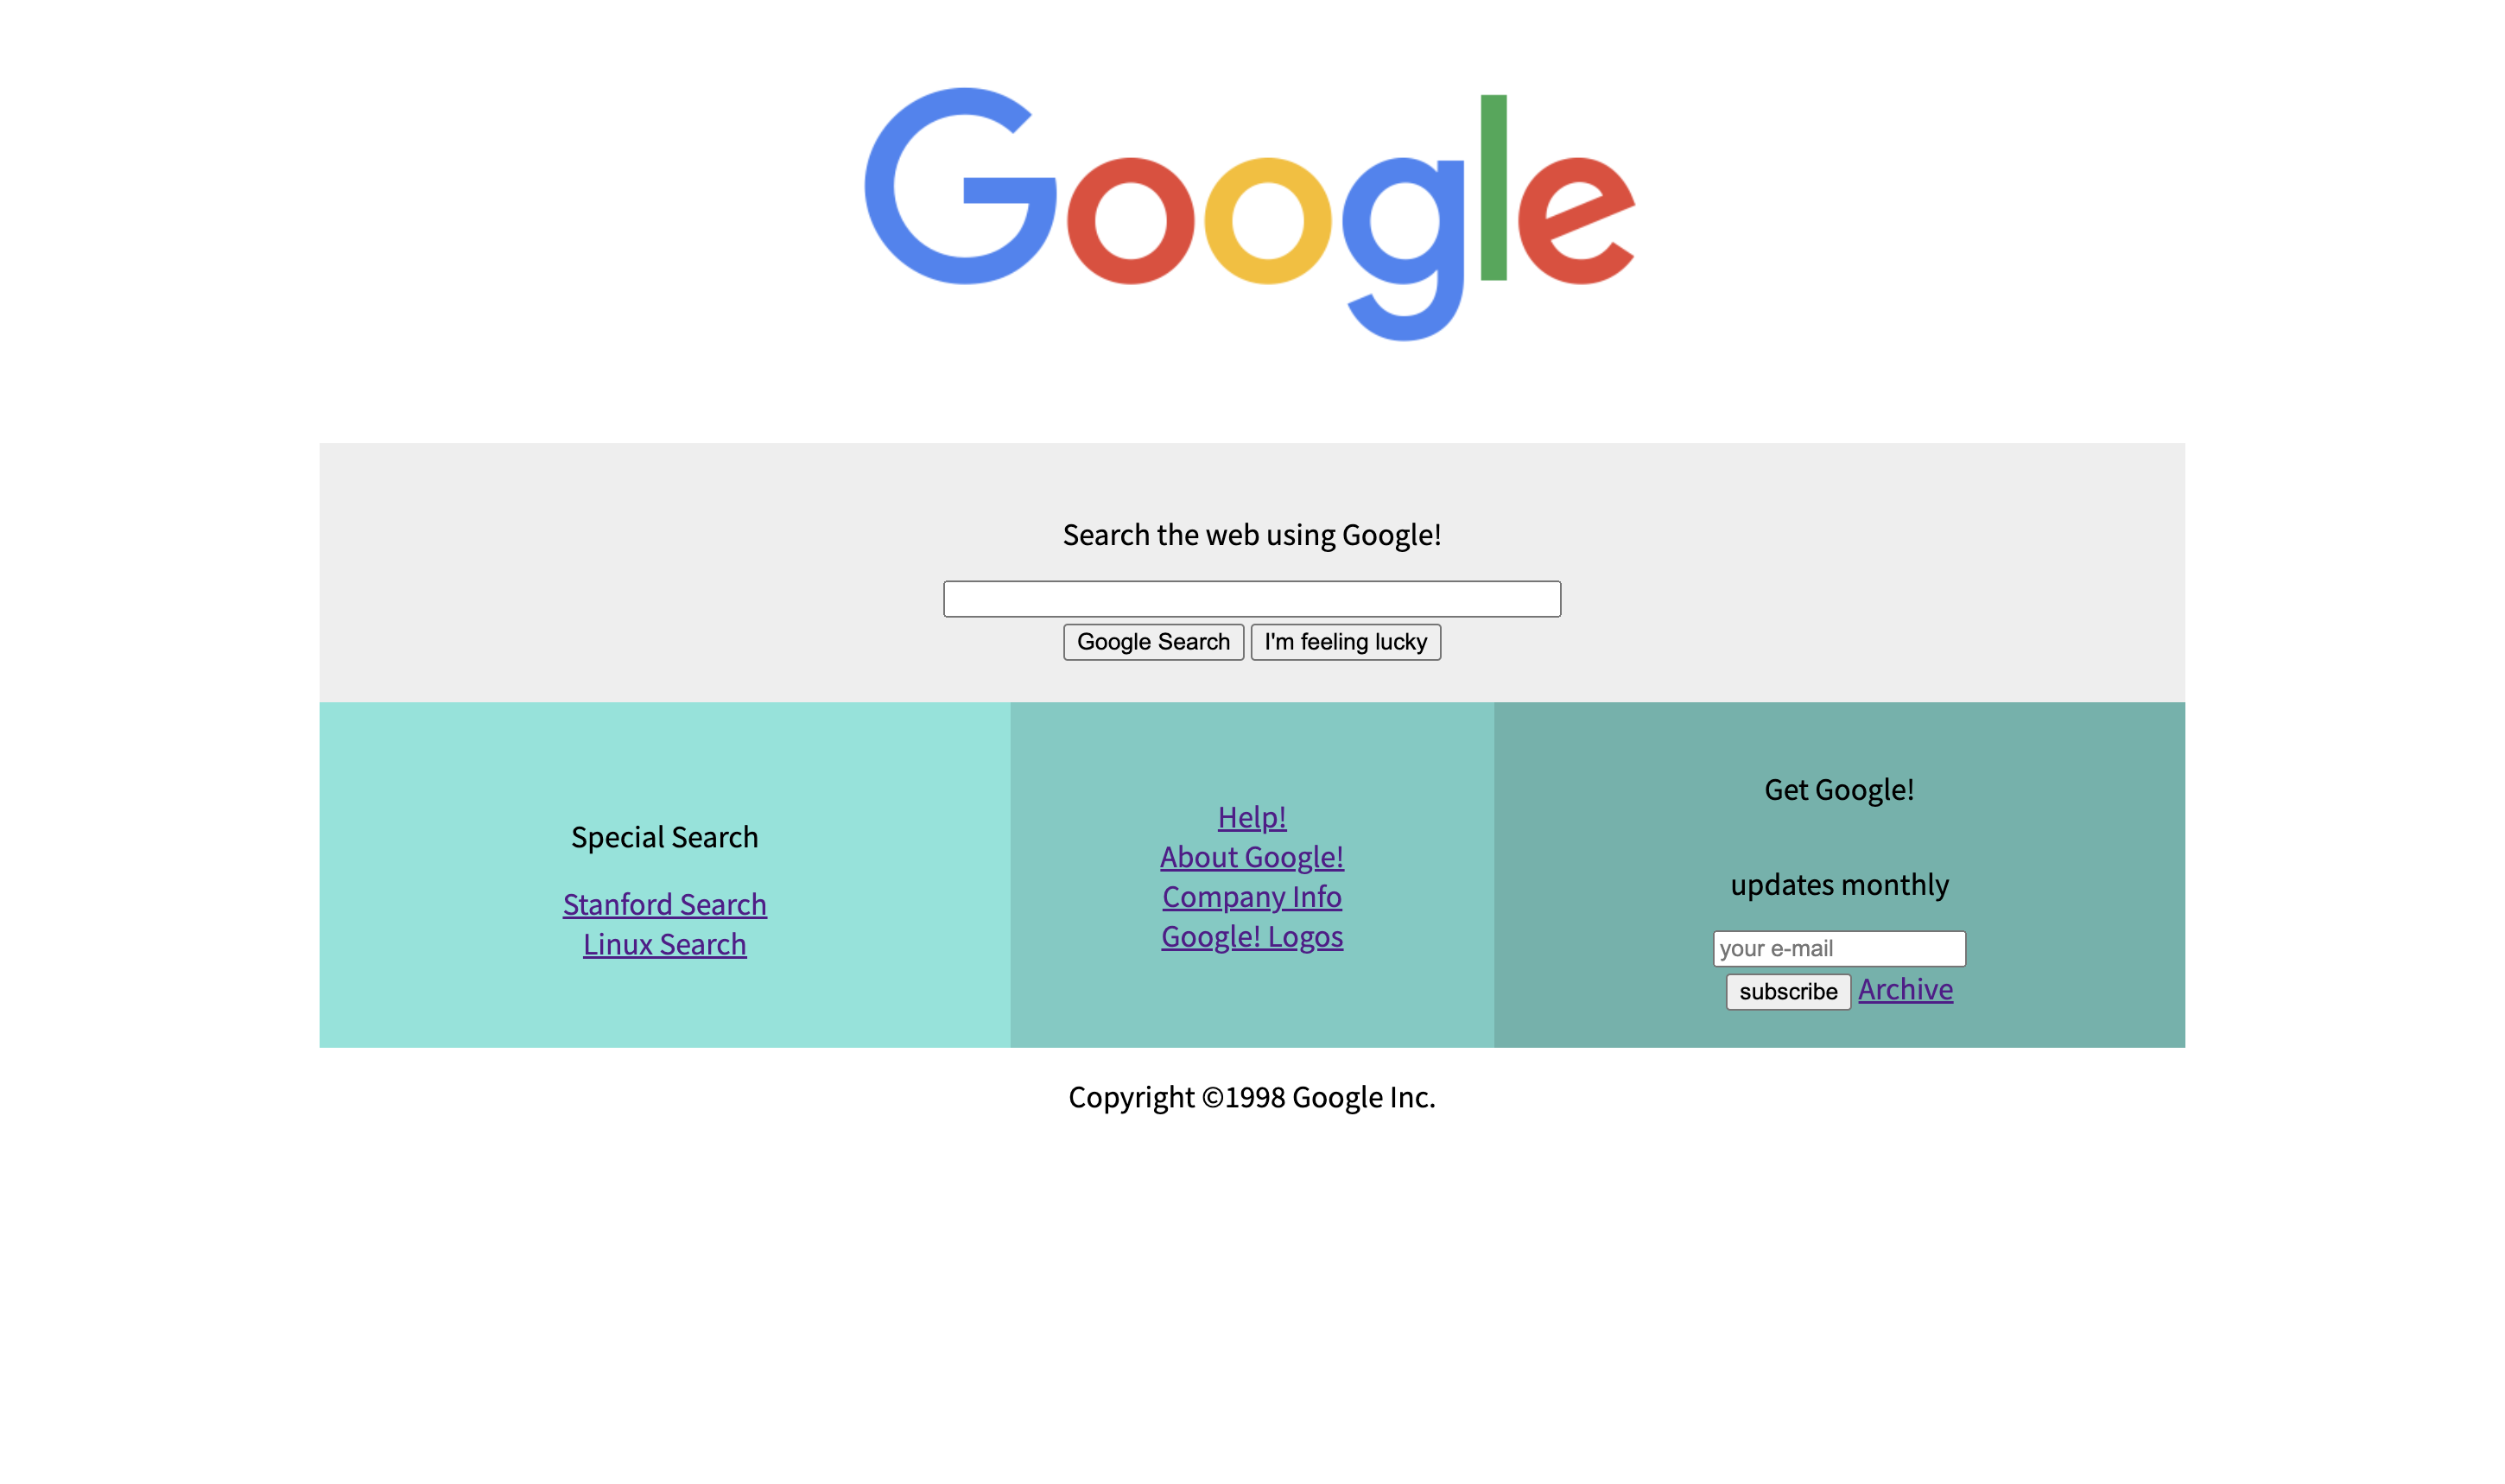 Google
Search the web using Google!
Google Search I'm feeling lucky
Special Search
Stanford Search
Linux Search
Help!
About Google!
Company Info
Google! Logos
Get Google!
updates monthly
your e-mail
subscribe Archive
Copyright ©1998 Google Inc.